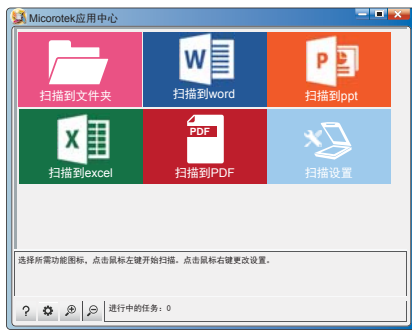 Micorotek应用中心
扫描到文件夹
扫描到word
扫描到ppt
扫描到excel
扫描到PDF
扫描设置
选择所需功能图标，点击鼠标左键开始扫描。点击鼠标右键更改设置。
进行中的任务：0